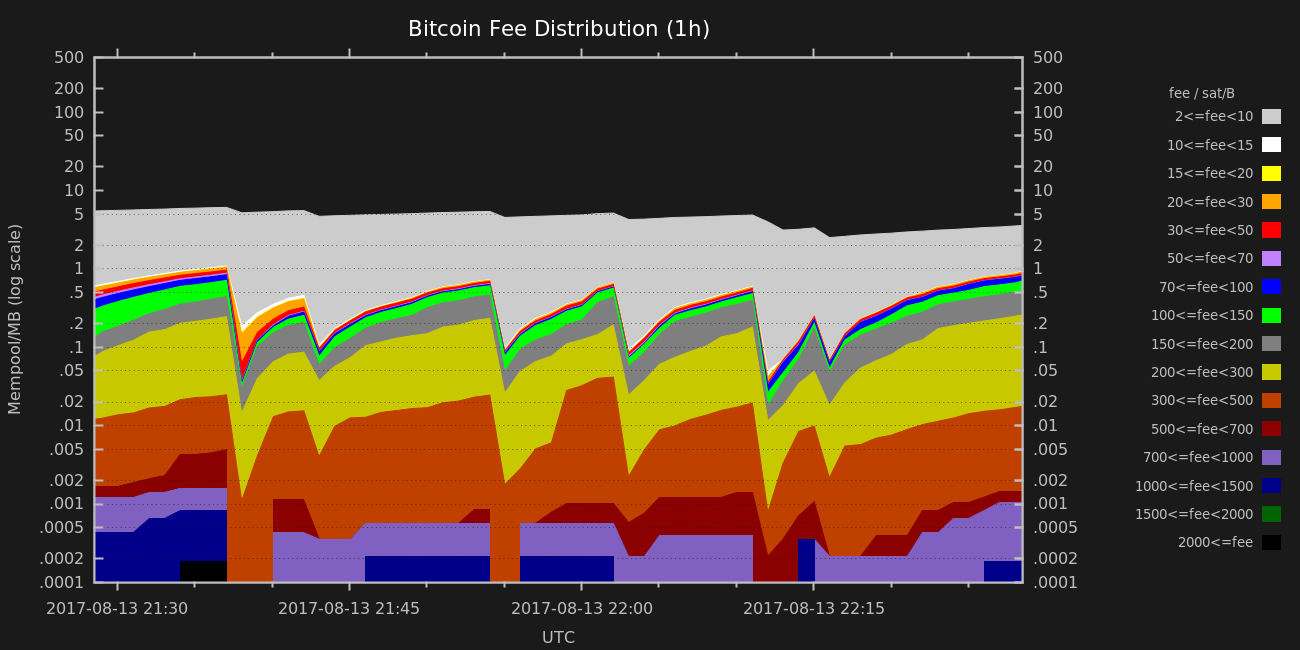 Bitcoin Fee Distribution (1h)
500 500
200 200
100 100
50 50
20 20
10 10
5 5
2 2
1 1
.5 .5
.2 .2
.1 .1
.05 .05
.02 .02
.01 .01
.005 .005
.002 .002
.001 .001
.0005 .0005
.0002 .0002
.0001 .0001
Mempool/MB (log scale)
2017-08-13 21:30 2017-08-13 21:45 2017-08-13 22:00 2017-08-13 22:15
UTC
fee / sat/B
2<=fee<10
10<=fee<15
15<=fee<20
20<=fee<30
30<=fee<50
50<=fee<70
70<=fee<100
100<=fee<150
150<=fee<200
200<=fee<300
300<=fee<500
500<=fee<700
700<=fee<1000
1000<=fee<1500
1500<=fee<2000
2000<=fee